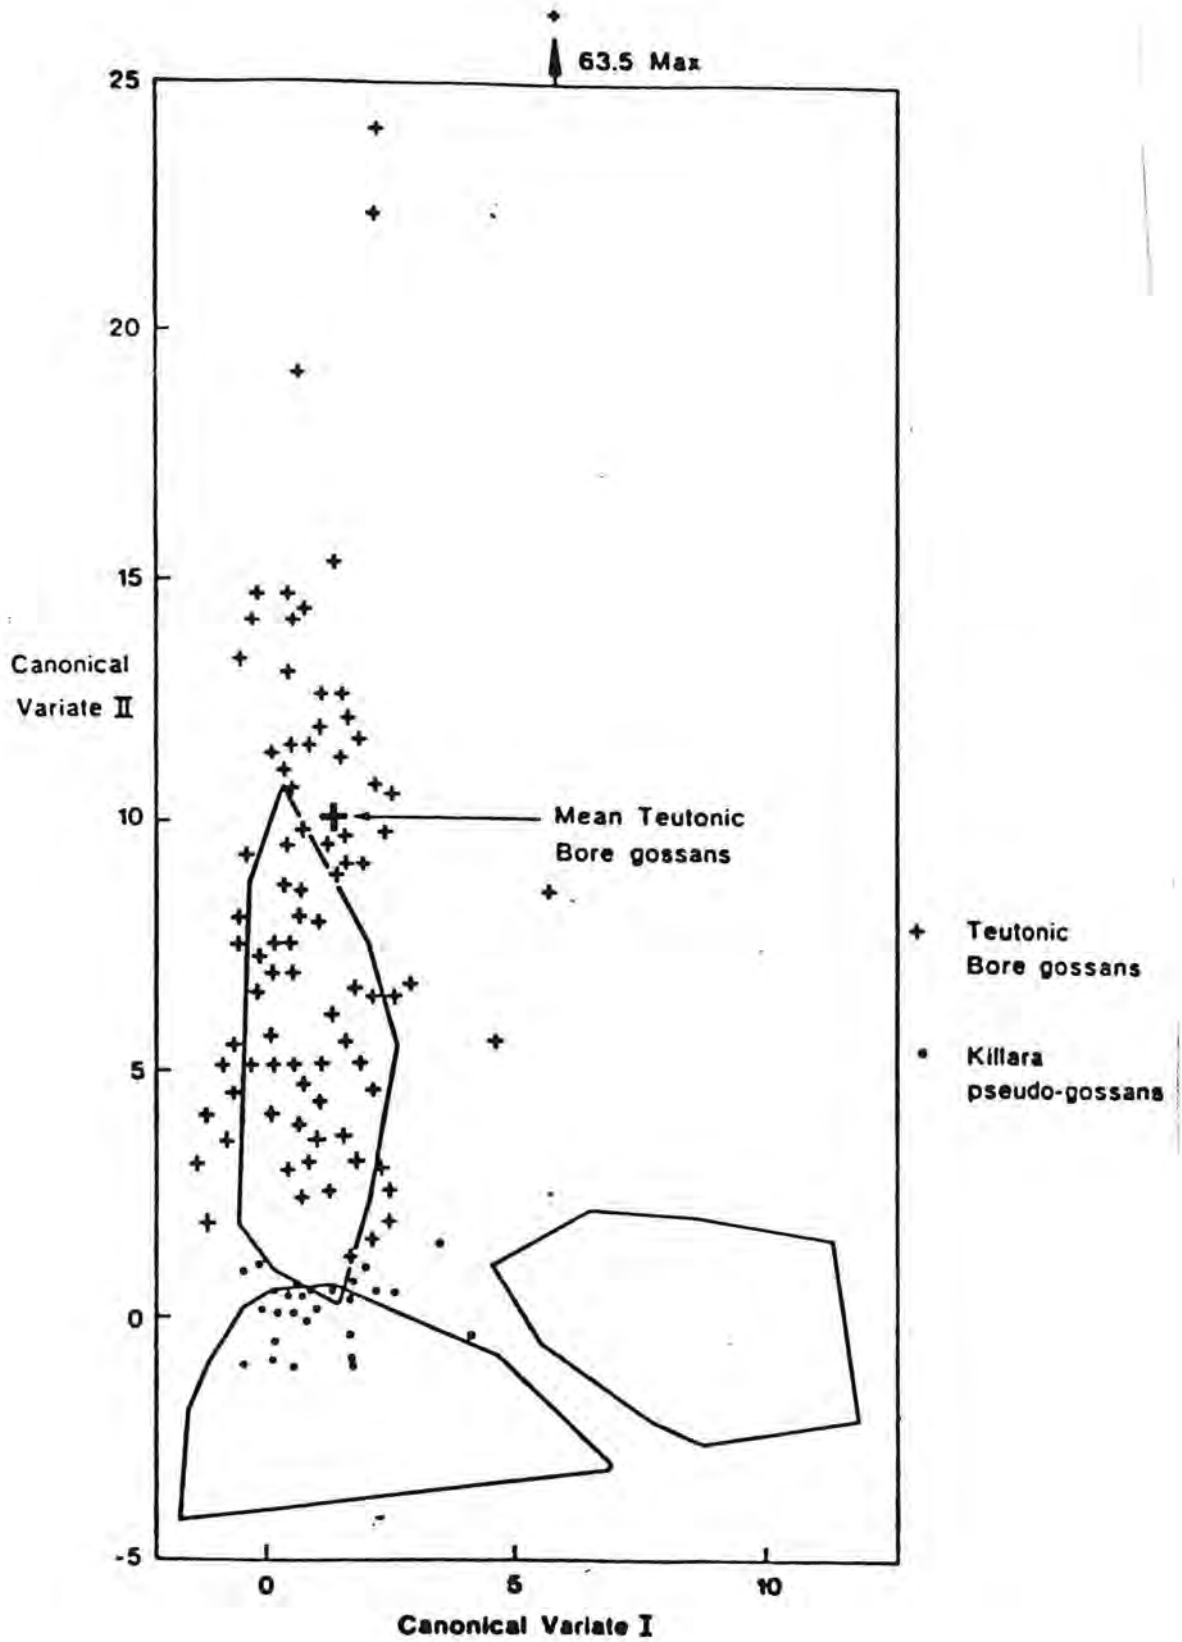 63.5 Max
25
20
15
Canonical
Variate II
10
Mean Teutonic
Bore gossans
Teutonic
Bore gossans
5
Killara
pseudo-gossans
0
-5
0
5
10
Canonical Variate I